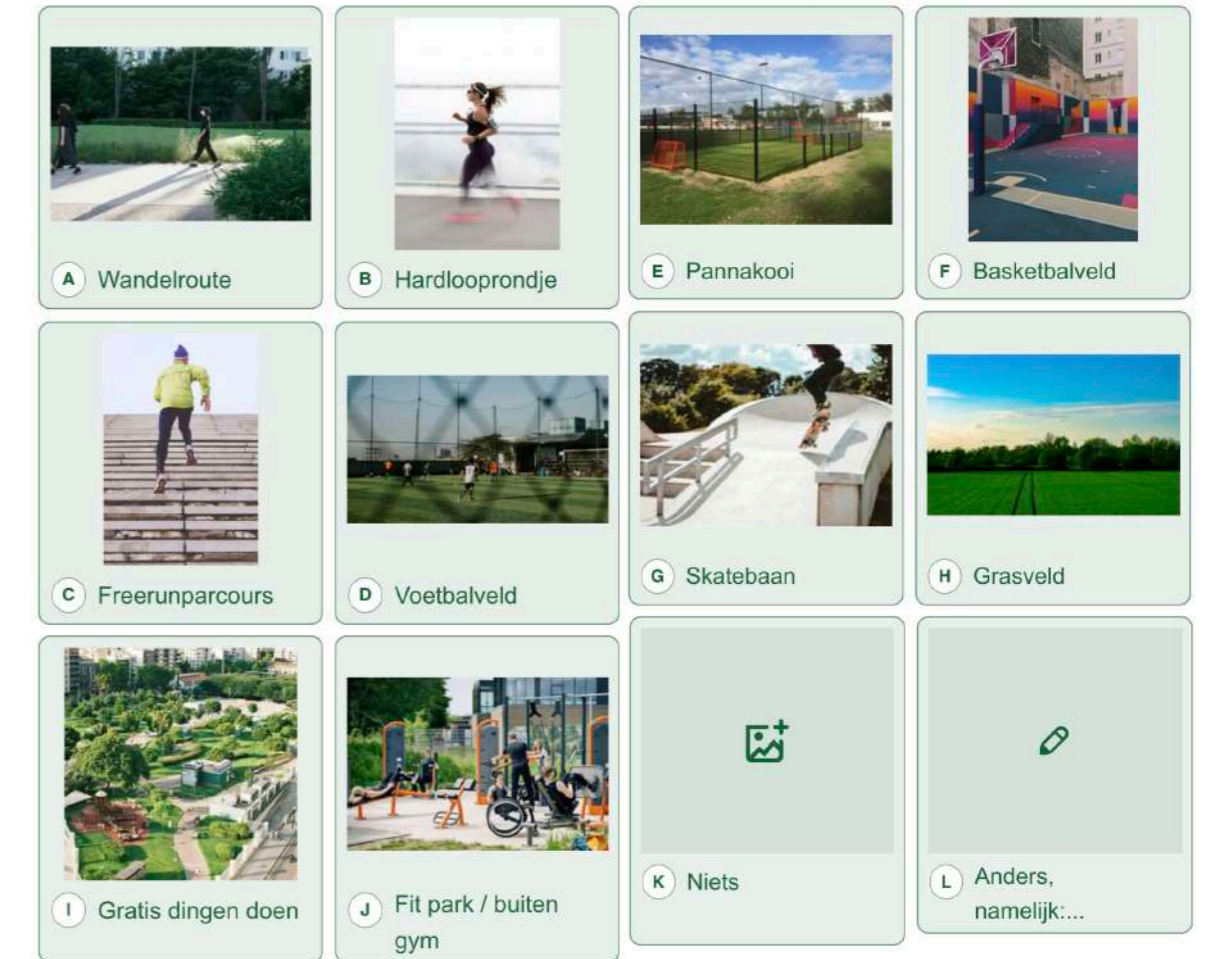 A Wandelroute
B Hardlooprondje
E Pannakooi
F Basketbalveld
C Freerunparcours
D Voetbalveld
G Skatebaan
H Grasveld
I Gratis dingen doen
J Fit park / buiten
gym
K Niets
L Anders,
namelijk:...